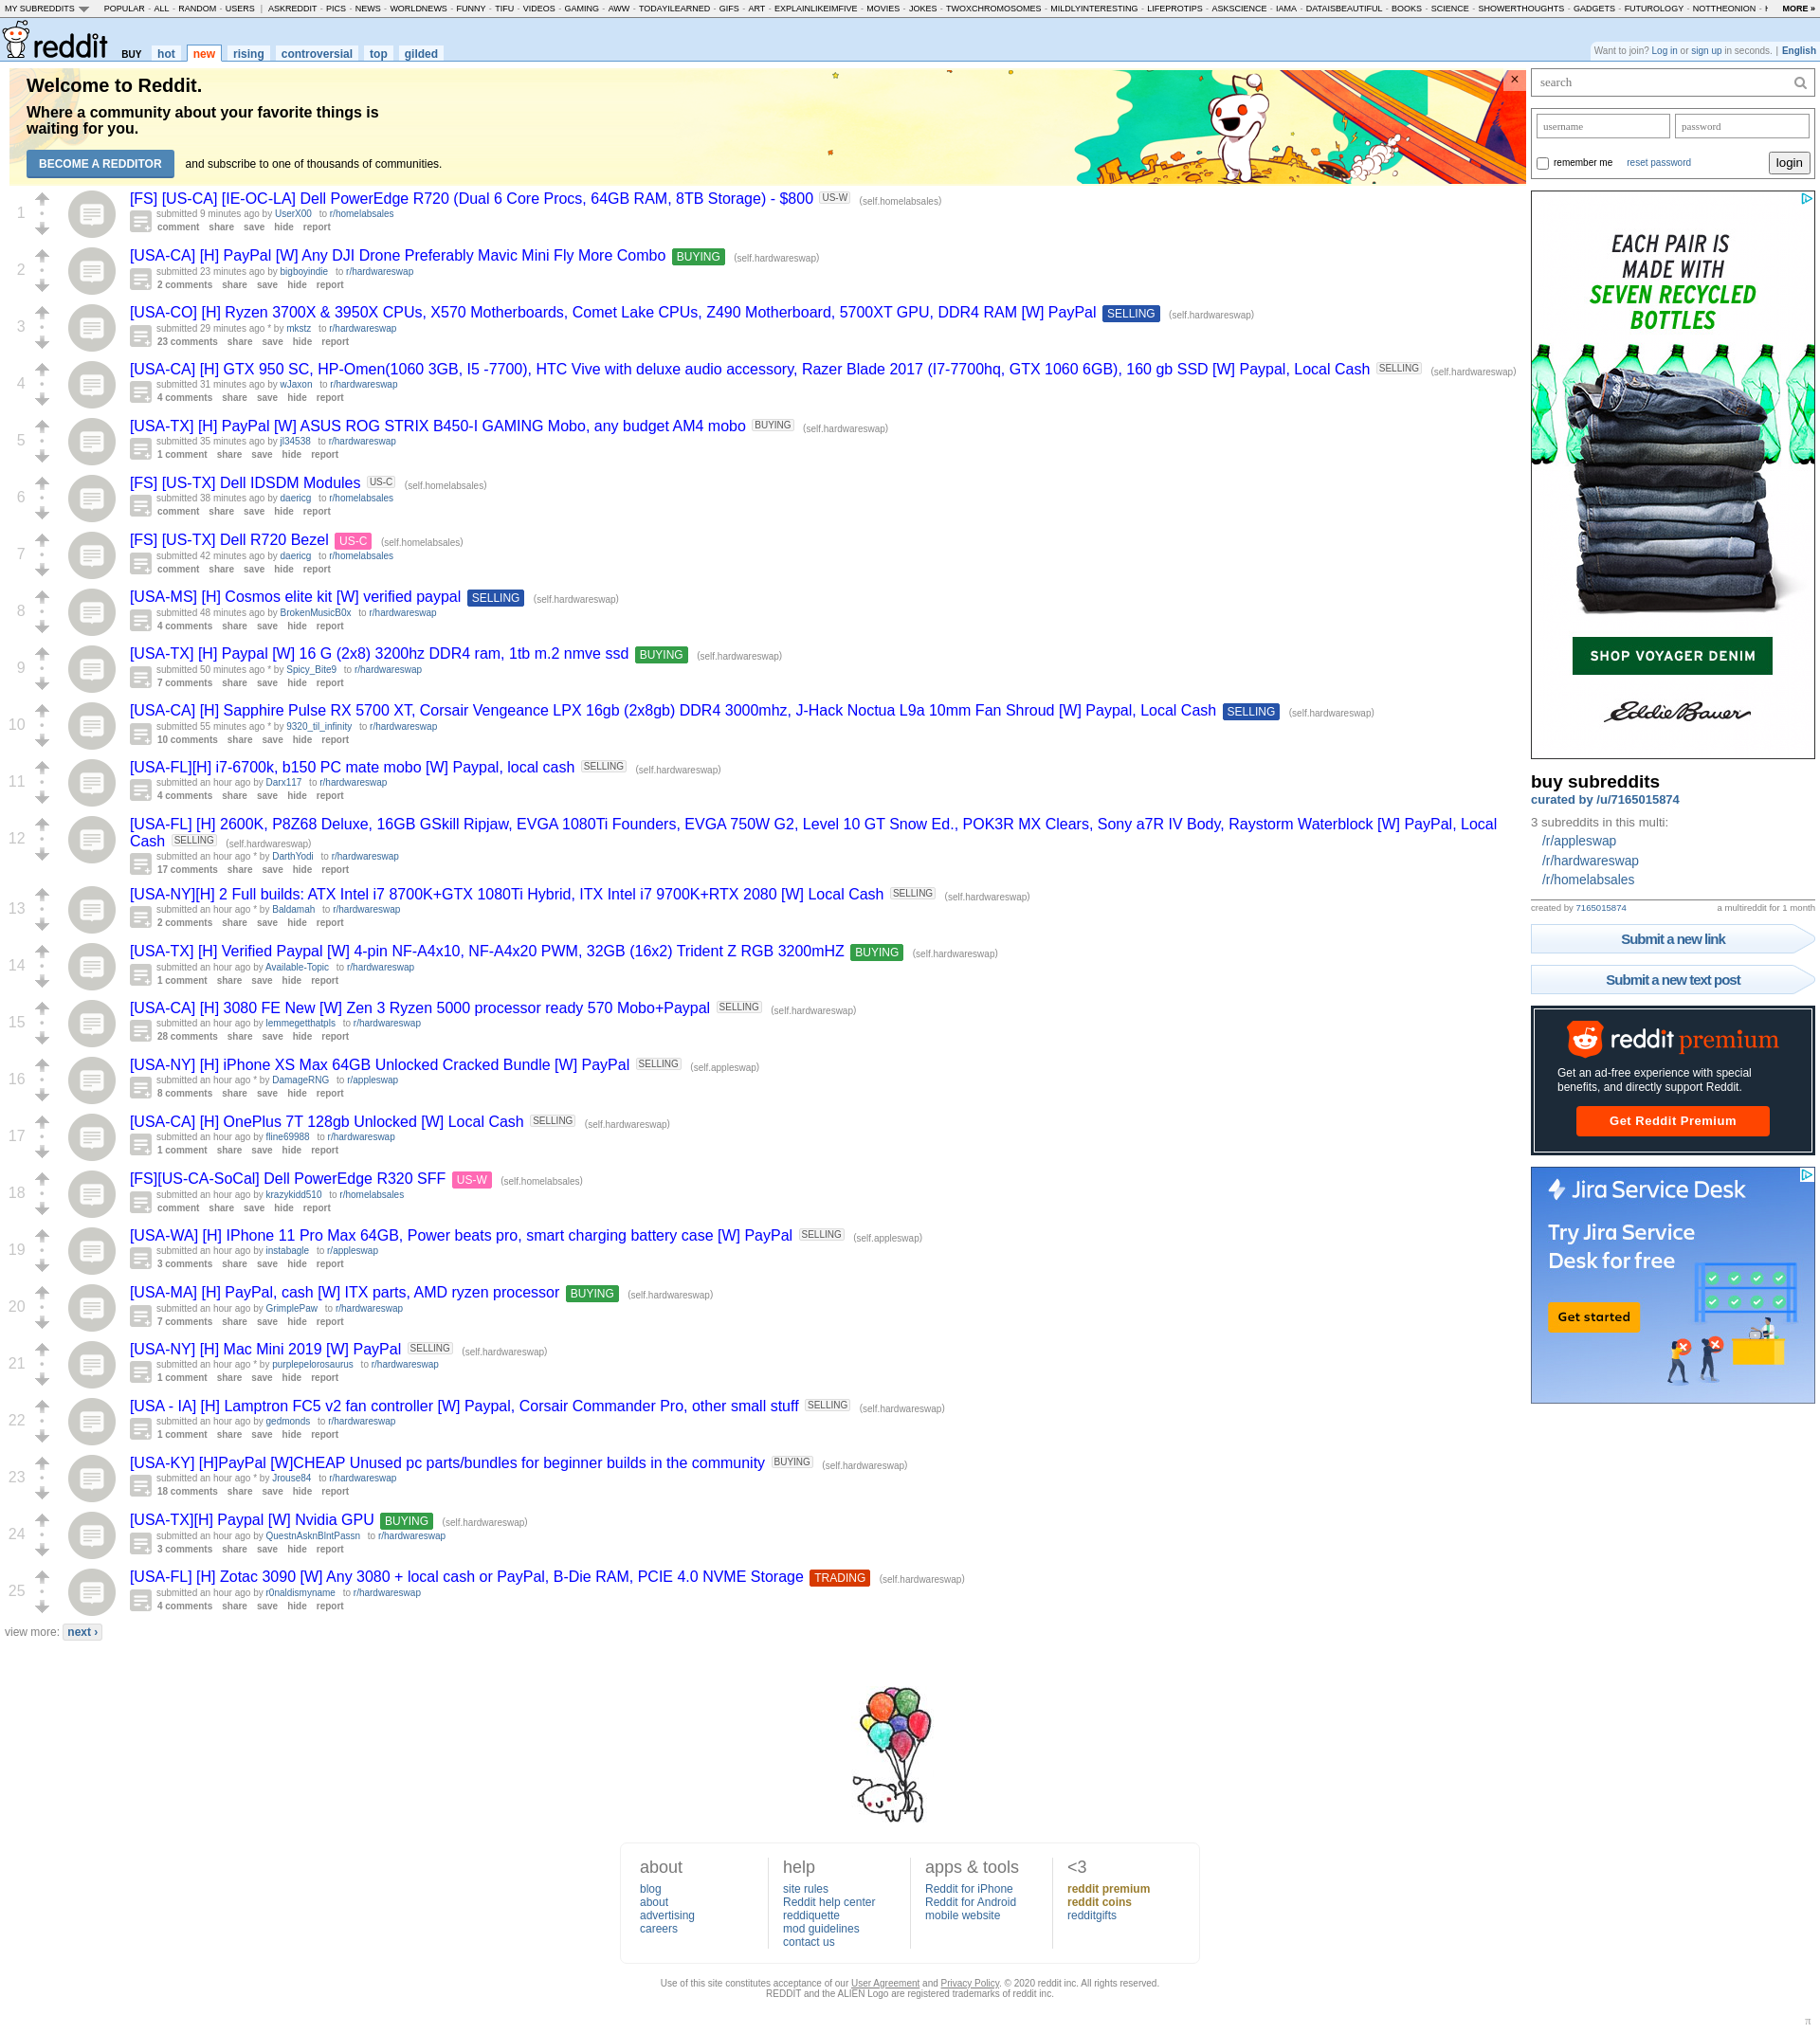 MY SUBREDDITS POPULAR - ALL - RANDOM - USERS | ASKREDDIT - PICS - NEWS - WORLDNEWS - FUNNY - TIFU - VIDEOS - GAMING - AWW - TODAYILEARNED - GIFS - ART - EXPLAINLIKEIMFIVE - MOVIES - JOKES - TWOXCHROMOSOMES - MILDLYINTERESTING - LIFEPROTIPS - ASKSCIENCE - IAMA - DATAISBEAUTIFUL - BOOKS - SCIENCE - SHOWERTHOUGHTS - GADGETS - FUTUROLOGY - NOTTHEONION - MORE »
reddit BUY hot new rising controversial top gilded
Want to join? Log in or sign up in seconds. | English
Welcome to Reddit.
Where a community about your favorite things is
waiting for you.
BECOME A REDDITOR and subscribe to one of thousands of communities.
×
1
[FS] [US-CA] [IE-OC-LA] Dell PowerEdge R720 (Dual 6 Core Procs, 64GB RAM, 8TB Storage) - $800 US-W (self.homelabsales)
submitted 9 minutes ago by UserX00 to r/homelabsales
comment share save hide report
2
[USA-CA] [H] PayPal [W] Any DJI Drone Preferably Mavic Mini Fly More Combo BUYING (self.hardwareswap)
submitted 23 minutes ago by bigboyindie to r/hardwareswap
2 comments share save hide report
3
[USA-CO] [H] Ryzen 3700X & 3950X CPUs, X570 Motherboards, Comet Lake CPUs, Z490 Motherboard, 5700XT GPU, DDR4 RAM [W] PayPal SELLING (self.hardwareswap)
submitted 29 minutes ago * by mkstz to r/hardwareswap
23 comments share save hide report
4
[USA-CA] [H] GTX 950 SC, HP-Omen(1060 3GB, I5 -7700), HTC Vive with deluxe audio accessory, Razer Blade 2017 (I7-7700hq, GTX 1060 6GB), 160 gb SSD [W] Paypal, Local Cash SELLING (self.hardwareswap)
submitted 31 minutes ago by wJaxon to r/hardwareswap
4 comments share save hide report
5
[USA-TX] [H] PayPal [W] ASUS ROG STRIX B450-I GAMING Mobo, any budget AM4 mobo BUYING (self.hardwareswap)
submitted 35 minutes ago by jl34538 to r/hardwareswap
1 comment share save hide report
6
[FS] [US-TX] Dell IDSDM Modules US-C (self.homelabsales)
submitted 38 minutes ago by daericg to r/homelabsales
comment share save hide report
7
[FS] [US-TX] Dell R720 Bezel US-C (self.homelabsales)
submitted 42 minutes ago by daericg to r/homelabsales
comment share save hide report
8
[USA-MS] [H] Cosmos elite kit [W] verified paypal SELLING (self.hardwareswap)
submitted 48 minutes ago by BrokenMusicB0x to r/hardwareswap
4 comments share save hide report
9
[USA-TX] [H] Paypal [W] 16 G (2x8) 3200hz DDR4 ram, 1tb m.2 nmve ssd BUYING (self.hardwareswap)
submitted 50 minutes ago * by Spicy_Bite9 to r/hardwareswap
7 comments share save hide report
10
[USA-CA] [H] Sapphire Pulse RX 5700 XT, Corsair Vengeance LPX 16gb (2x8gb) DDR4 3000mhz, J-Hack Noctua L9a 10mm Fan Shroud [W] Paypal, Local Cash SELLING (self.hardwareswap)
submitted 55 minutes ago * by 9320_til_infinity to r/hardwareswap
10 comments share save hide report
11
[USA-FL][H] i7-6700k, b150 PC mate mobo [W] Paypal, local cash SELLING (self.hardwareswap)
submitted an hour ago by Darx117 to r/hardwareswap
4 comments share save hide report
12
[USA-FL] [H] 2600K, P8Z68 Deluxe, 16GB GSkill Ripjaw, EVGA 1080Ti Founders, EVGA 750W G2, Level 10 GT Snow Ed., POK3R MX Clears, Sony a7R IV Body, Raystorm Waterblock [W] PayPal, Local
Cash SELLING (self.hardwareswap)
submitted an hour ago * by DarthYodi to r/hardwareswap
17 comments share save hide report
13
[USA-NY][H] 2 Full builds: ATX Intel i7 8700K+GTX 1080Ti Hybrid, ITX Intel i7 9700K+RTX 2080 [W] Local Cash SELLING (self.hardwareswap)
submitted an hour ago * by Baldamah to r/hardwareswap
2 comments share save hide report
14
[USA-TX] [H] Verified Paypal [W] 4-pin NF-A4x10, NF-A4x20 PWM, 32GB (16x2) Trident Z RGB 3200mHZ BUYING (self.hardwareswap)
submitted an hour ago by Available-Topic to r/hardwareswap
1 comment share save hide report
15
[USA-CA] [H] 3080 FE New [W] Zen 3 Ryzen 5000 processor ready 570 Mobo+Paypal SELLING (self.hardwareswap)
submitted an hour ago by lemmegetthatpls to r/hardwareswap
28 comments share save hide report
16
[USA-NY] [H] iPhone XS Max 64GB Unlocked Cracked Bundle [W] PayPal SELLING (self.appleswap)
submitted an hour ago * by DamageRNG to r/appleswap
8 comments share save hide report
17
[USA-CA] [H] OnePlus 7T 128gb Unlocked [W] Local Cash SELLING (self.hardwareswap)
submitted an hour ago by fline69988 to r/hardwareswap
1 comment share save hide report
18
[FS][US-CA-SoCal] Dell PowerEdge R320 SFF US-W (self.homelabsales)
submitted an hour ago by krazykidd510 to r/homelabsales
comment share save hide report
19
[USA-WA] [H] IPhone 11 Pro Max 64GB, Power beats pro, smart charging battery case [W] PayPal SELLING (self.appleswap)
submitted an hour ago by instabagle to r/appleswap
3 comments share save hide report
20
[USA-MA] [H] PayPal, cash [W] ITX parts, AMD ryzen processor BUYING (self.hardwareswap)
submitted an hour ago by GrimplePaw to r/hardwareswap
7 comments share save hide report
21
[USA-NY] [H] Mac Mini 2019 [W] PayPal SELLING (self.hardwareswap)
submitted an hour ago * by purplepelorosaurus to r/hardwareswap
1 comment share save hide report
22
[USA - IA] [H] Lamptron FC5 v2 fan controller [W] Paypal, Corsair Commander Pro, other small stuff SELLING (self.hardwareswap)
submitted an hour ago by gedmonds to r/hardwareswap
1 comment share save hide report
23
[USA-KY] [H]PayPal [W]CHEAP Unused pc parts/bundles for beginner builds in the community BUYING (self.hardwareswap)
submitted an hour ago * by Jrouse84 to r/hardwareswap
18 comments share save hide report
24
[USA-TX][H] Paypal [W] Nvidia GPU BUYING (self.hardwareswap)
submitted an hour ago by QuestnAsknBlntPassn to r/hardwareswap
3 comments share save hide report
25
[USA-FL] [H] Zotac 3090 [W] Any 3080 + local cash or PayPal, B-Die RAM, PCIE 4.0 NVME Storage TRADING (self.hardwareswap)
submitted an hour ago by r0naldismyname to r/hardwareswap
4 comments share save hide report
view more: next ›
search
username password
remember me reset password login
EACH PAIR IS
MADE WITH
SEVEN RECYCLED
BOTTLES
SHOP VOYAGER DENIM
Eddie Bauer
buy subreddits
curated by /u/7165015874
3 subreddits in this multi:
/r/appleswap
/r/hardwareswap
/r/homelabsales
created by 7165015874 a multireddit for 1 month
Submit a new link
Submit a new text post
reddit premium
Get an ad-free experience with special
benefits, and directly support Reddit.
Get Reddit Premium
Jira Service Desk
Try Jira Service
Desk for free
Get started
about
blog
about
advertising
careers
help
site rules
Reddit help center
reddiquette
mod guidelines
contact us
apps & tools
Reddit for iPhone
Reddit for Android
mobile website
<3
reddit premium
reddit coins
redditgifts
Use of this site constitutes acceptance of our User Agreement and Privacy Policy. © 2020 reddit inc. All rights reserved.
REDDIT and the ALIEN Logo are registered trademarks of reddit inc.
π